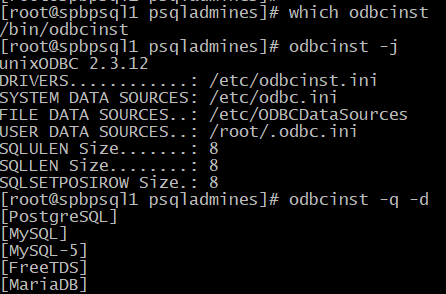 [root@spbpsql1 psqladmines]# which odbcinst
/bin/odbcinst
[root@spbpsql1 psqladmines]# odbcinst -j
unixODBC 2.3.12
DRIVERS............: /etc/odbcinst.ini
SYSTEM DATA SOURCES: /etc/odbc.ini
FILE DATA SOURCES..: /etc/ODBCDataSources
USER DATA SOURCES..: /root/.odbc.ini
SQLULEN Size.......: 8
SQLLEN Size........: 8
SQLSETPOSIROW Size.: 8
[root@spbpsql1 psqladmines]# odbcinst -q -d
[PostgreSQL]
[MySQL]
[MySQL-5]
[FreeTDS]
[MariaDB]